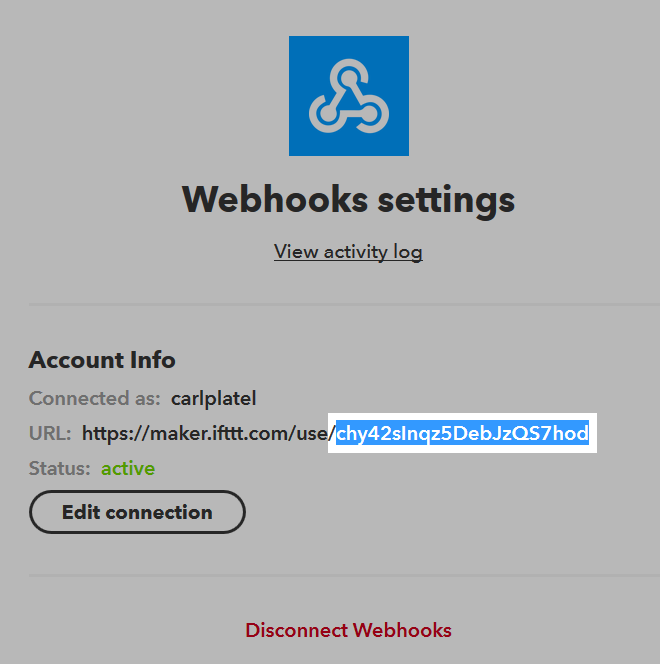 Webhooks settings
View activity log
Account Info
Connected as: carlplatel
URL: https://maker.ifttt.com/use/chy42sInqz5DebJzQS7hod
Status: active
Edit connection
Disconnect Webhooks